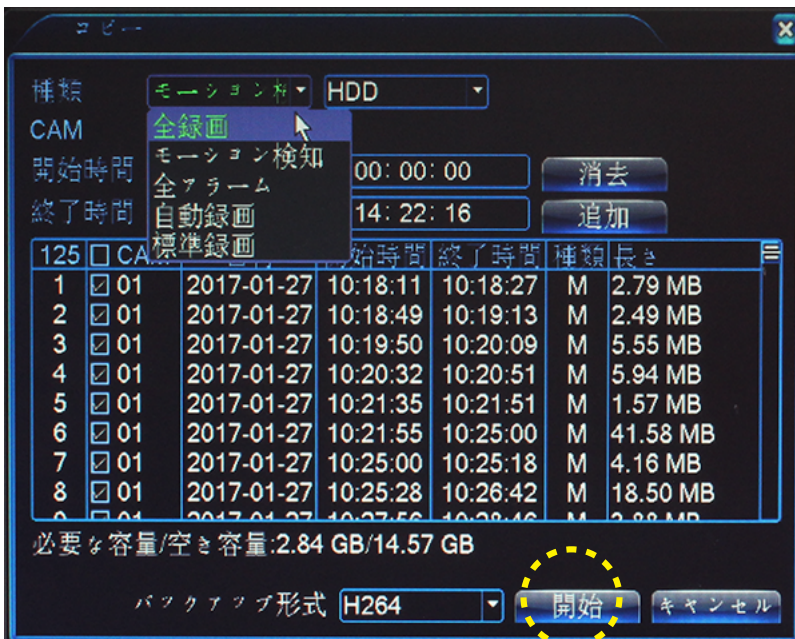 コピー
種類 モーション検 HDD
CAM 全録画
モーション検知
開始時間 00:00:00 消去
全アラーム
終了時間 自動録画 14:22:16 追加
標準録画
125 CAM 開始時間 終了時間 種類 長さ
1 01 2017-01-27 10:18:11 10:18:27 M 2.79 MB
2 01 2017-01-27 10:18:49 10:19:13 M 2.49 MB
3 01 2017-01-27 10:19:50 10:20:09 M 5.55 MB
4 01 2017-01-27 10:20:32 10:20:51 M 5.94 MB
5 01 2017-01-27 10:21:35 10:21:51 M 1.57 MB
6 01 2017-01-27 10:21:55 10:25:00 M 41.58 MB
7 01 2017-01-27 10:25:00 10:25:18 M 4.16 MB
8 01 2017-01-27 10:25:28 10:26:42 M 18.50 MB
01 2017-01-27 10:27:56 10:28:46 M MB
必要な容量/空き容量:2.84 GB/14.57 GB
バックアップ形式 H264 開始 キャンセル